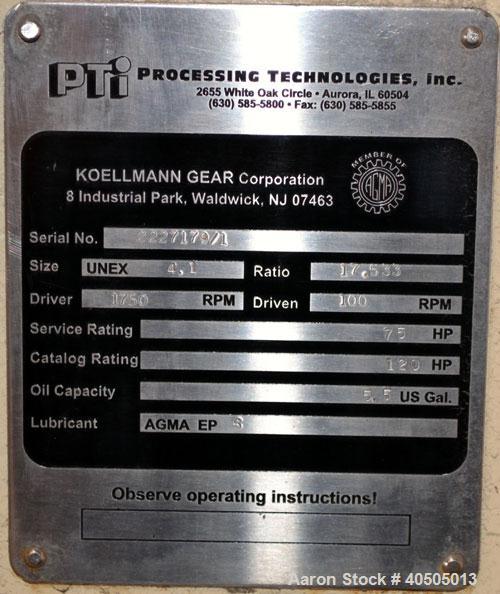 PTi PROCESSING TECHNOLOGIES, inc.
2655 White Oak Circle • Aurora, IL 60504
(630) 585-5800 • Fax: (630) 585-5855
KOELLMANN GEAR Corporation
8 Industrial Park, Waldwick, NJ 07463
MEMBER OF
AGMA
Serial No. 2227179/1
Size UNEX 4,1 Ratio 17,533
Driver 1750 RPM Driven 100 RPM
Service Rating 75 HP
Catalog Rating 120 HP
Oil Capacity 5,5 US Gal.
Lubricant AGMA EP 8
Observe operating instructions!
Aaron Stock # 40505013